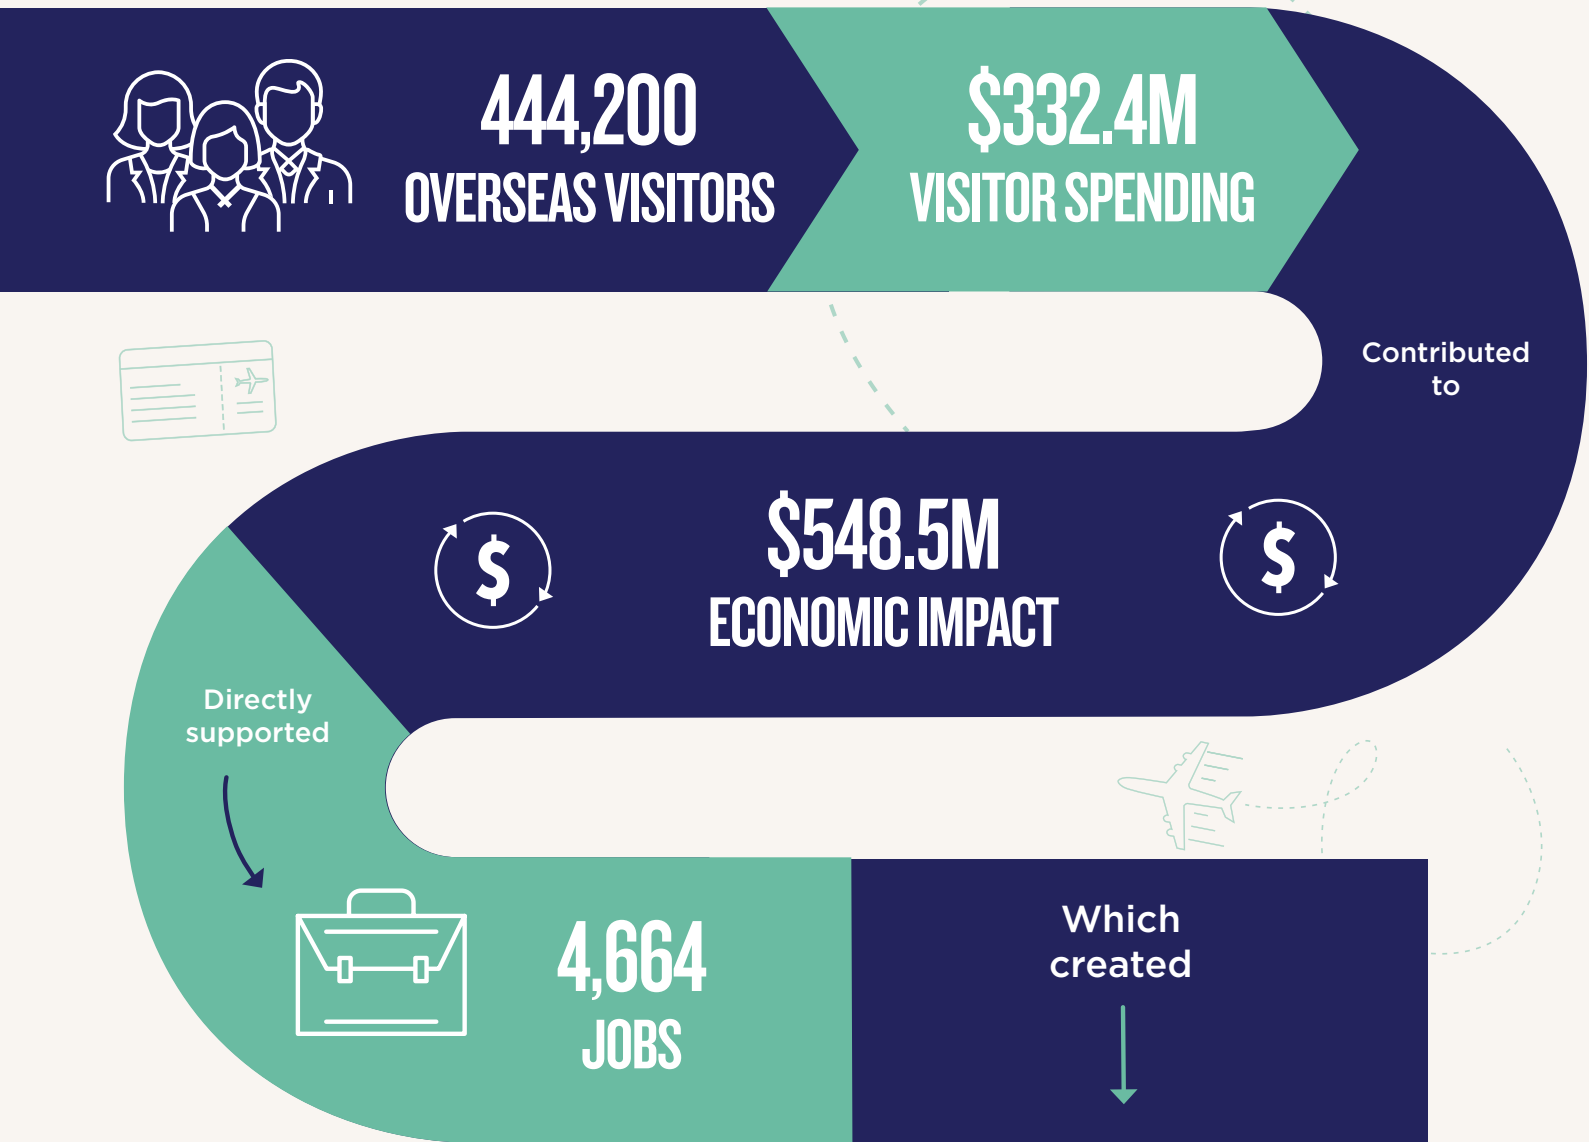 444,200
OVERSEAS VISITORS
$332.4M
VISITOR SPENDING
Contributed
to
$
$548.5M
ECONOMIC IMPACT
$
Directly
supported
4,664
JOBS
Which
created